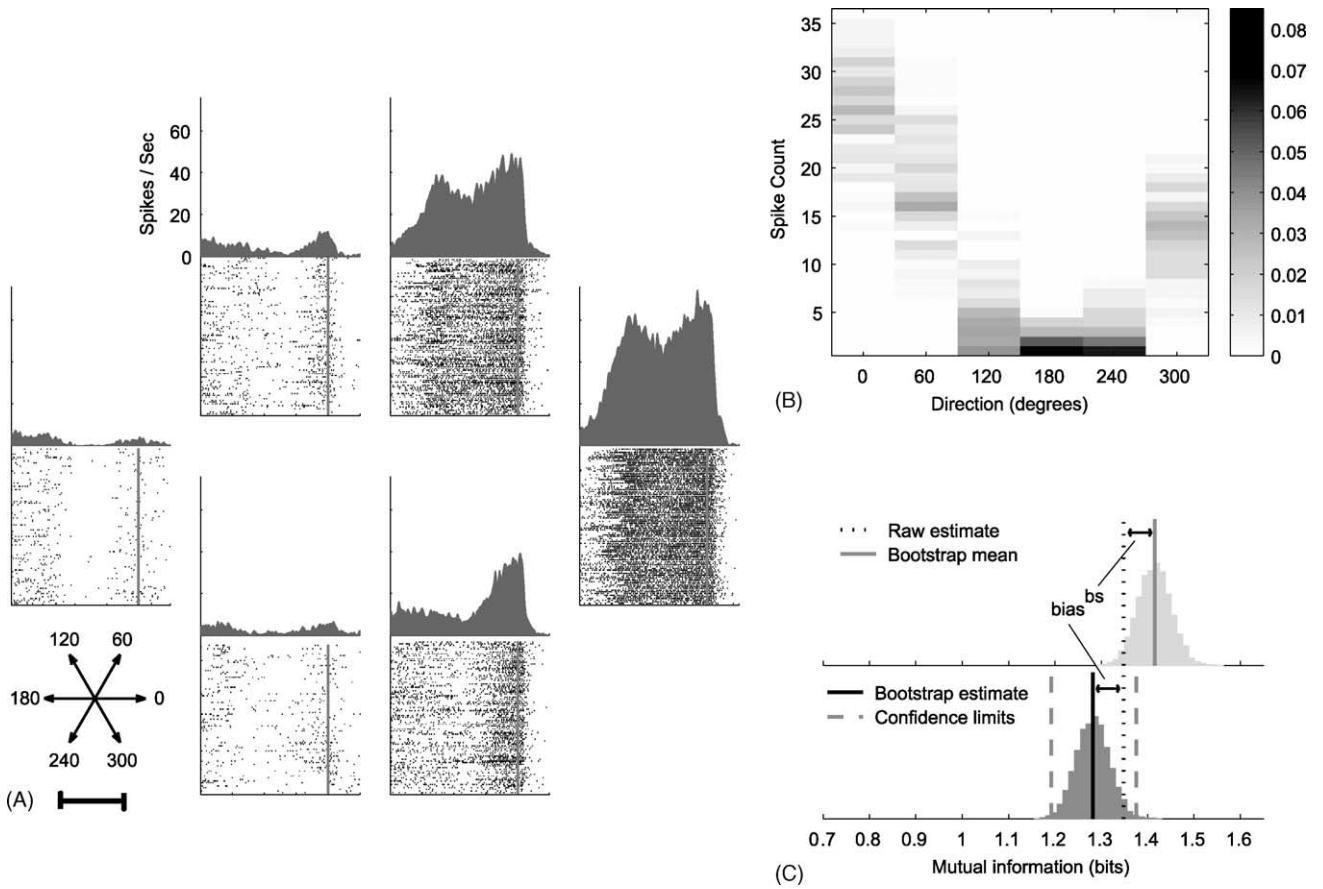 Spikes / Sec
60
40
20
0
120 60
180 0
240 300
(A)
35
30
25
20
15
10
5
Spike Count
0 60 120 180 240 300
Direction (degrees)
0.08
0.07
0.06
0.05
0.04
0.03
0.02
0.01
0
(B)
Raw estimate
Bootstrap mean
bias bs
Bootstrap estimate
Confidence limits
0.7 0.8 0.9 1 1.1 1.2 1.3 1.4 1.5 1.6
Mutual information (bits)
(C)